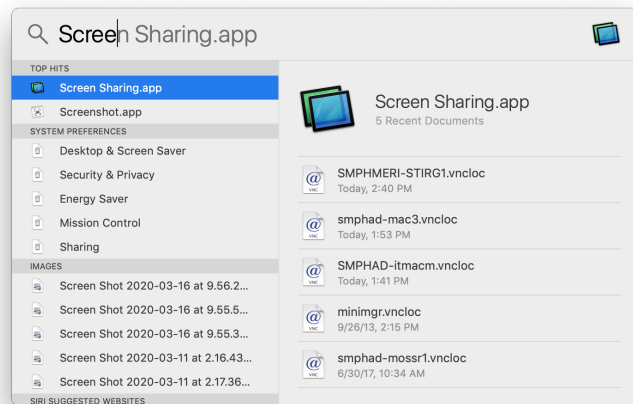 Screen Sharing.app
TOP HITS
Screen Sharing.app
Screenshot.app
SYSTEM PREFERENCES
Desktop & Screen Saver
Security & Privacy
Energy Saver
Mission Control
Sharing
IMAGES
Screen Shot 2020-03-16 at 9.56.2...
Screen Shot 2020-03-16 at 9.55.5...
Screen Shot 2020-03-16 at 9.55.3...
Screen Shot 2020-03-11 at 2.16.43...
Screen Shot 2020-03-11 at 2.17.36...
SIRI SUGGESTED WEBSITES
Screen Sharing.app
5 Recent Documents
SMPHMERI-STIRG1.vncloc
Today, 2:40 PM
smphad-mac3.vncloc
Today, 1:53 PM
SMPHAD-itmacm.vncloc
Today, 1:41 PM
minimgr.vncloc
9/26/13, 2:15 PM
smphad-mossr1.vncloc
6/30/17, 10:34 AM
@
VNC
@
VNC
@
VNC
@
VNC
@
VNC